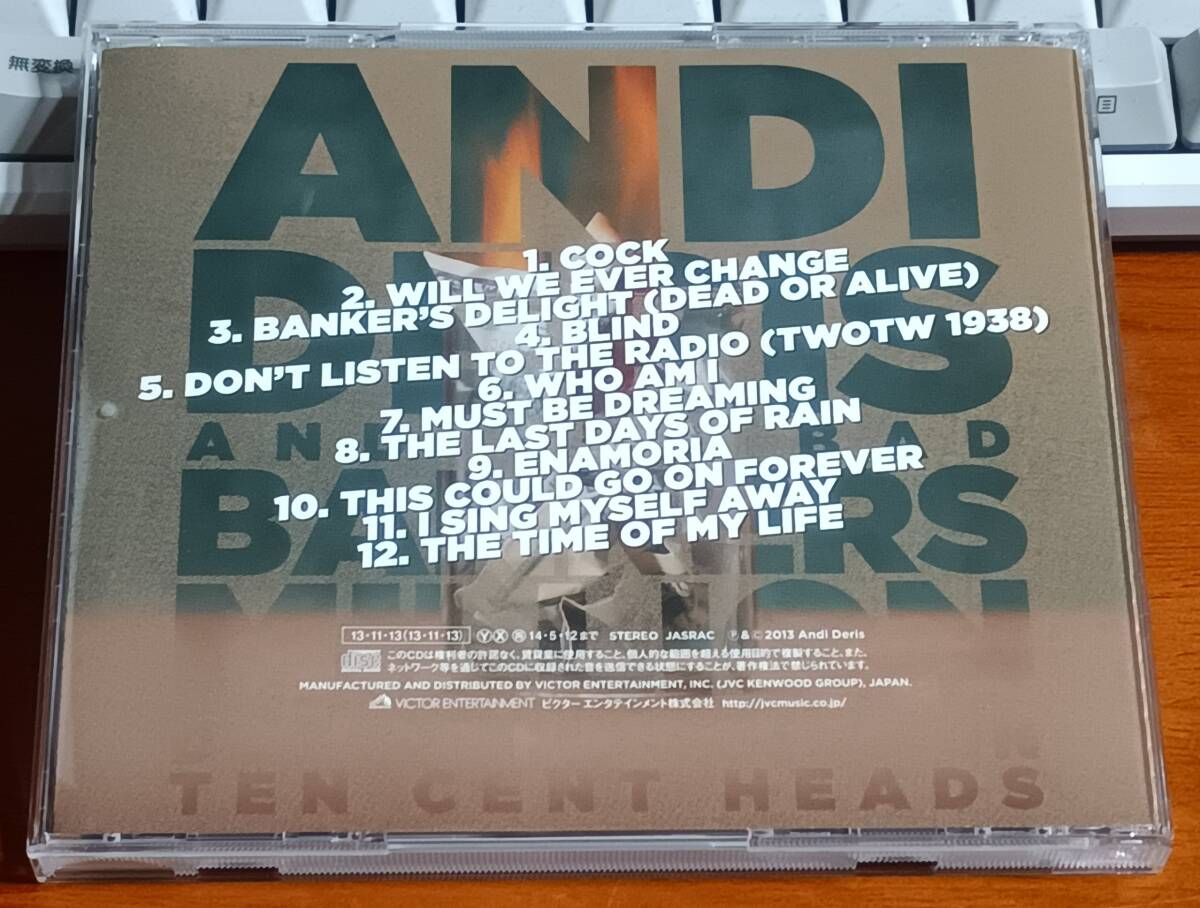 無変換
ANDI
DERIS
1. COCK
2. WILL WE EVER CHANGE
3. BANKER'S DELIGHT (DEAD OR ALIVE)
4. BLIND
5. DON'T LISTEN TO THE RADIO (TWOTW 1938)
6. WHO AM I
7. MUST BE DREAMING
8. THE LAST DAYS OF RAIN
9. ENAMORIA
10. THIS COULD GO ON FOREVER
11. I SING MYSELF AWAY
12. THE TIME OF MY LIFE
AND BAD
BANKERS
MILLION
13・11・13(13・11・13) Ⓨ Ⓧ 14・5・12まで STEREO JASRAC Ⓟ & © 2013 Andi Deris
このCDは権利者の許諾なく、賃貸業に使用すること、個人的な範囲を超える使用目的で複製すること、また、
ネットワーク等を通じてこのCDに収録された音を送信できる状態にすることが、著作権法で禁じられています。
MANUFACTURED AND DISTRIBUTED BY VICTOR ENTERTAINMENT, INC. (JVC KENWOOD GROUP), JAPAN.
VICTOR ENTERTAINMENT ビクターエンタテインメント株式会社 http://jvcmusic.co.jp/
TEN CENT HEADS